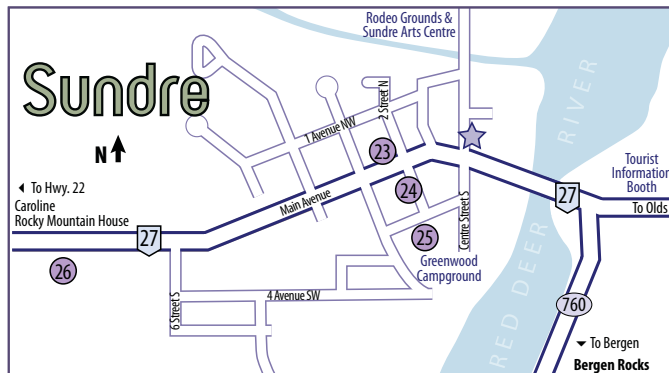 Rodeo Grounds &
Sundre Arts Centre
Sundre
N
2 Street N
1 Avenue NW
RED DEER RIVER
23
To Hwy. 22
Caroline
Rocky Mountain House
Main Avenue
24
Centre Street S
27
Tourist
Information
Booth
To Olds
27
25
26
Greenwood
Campground
6 Street S
4 Avenue SW
760
To Bergen
Bergen Rocks